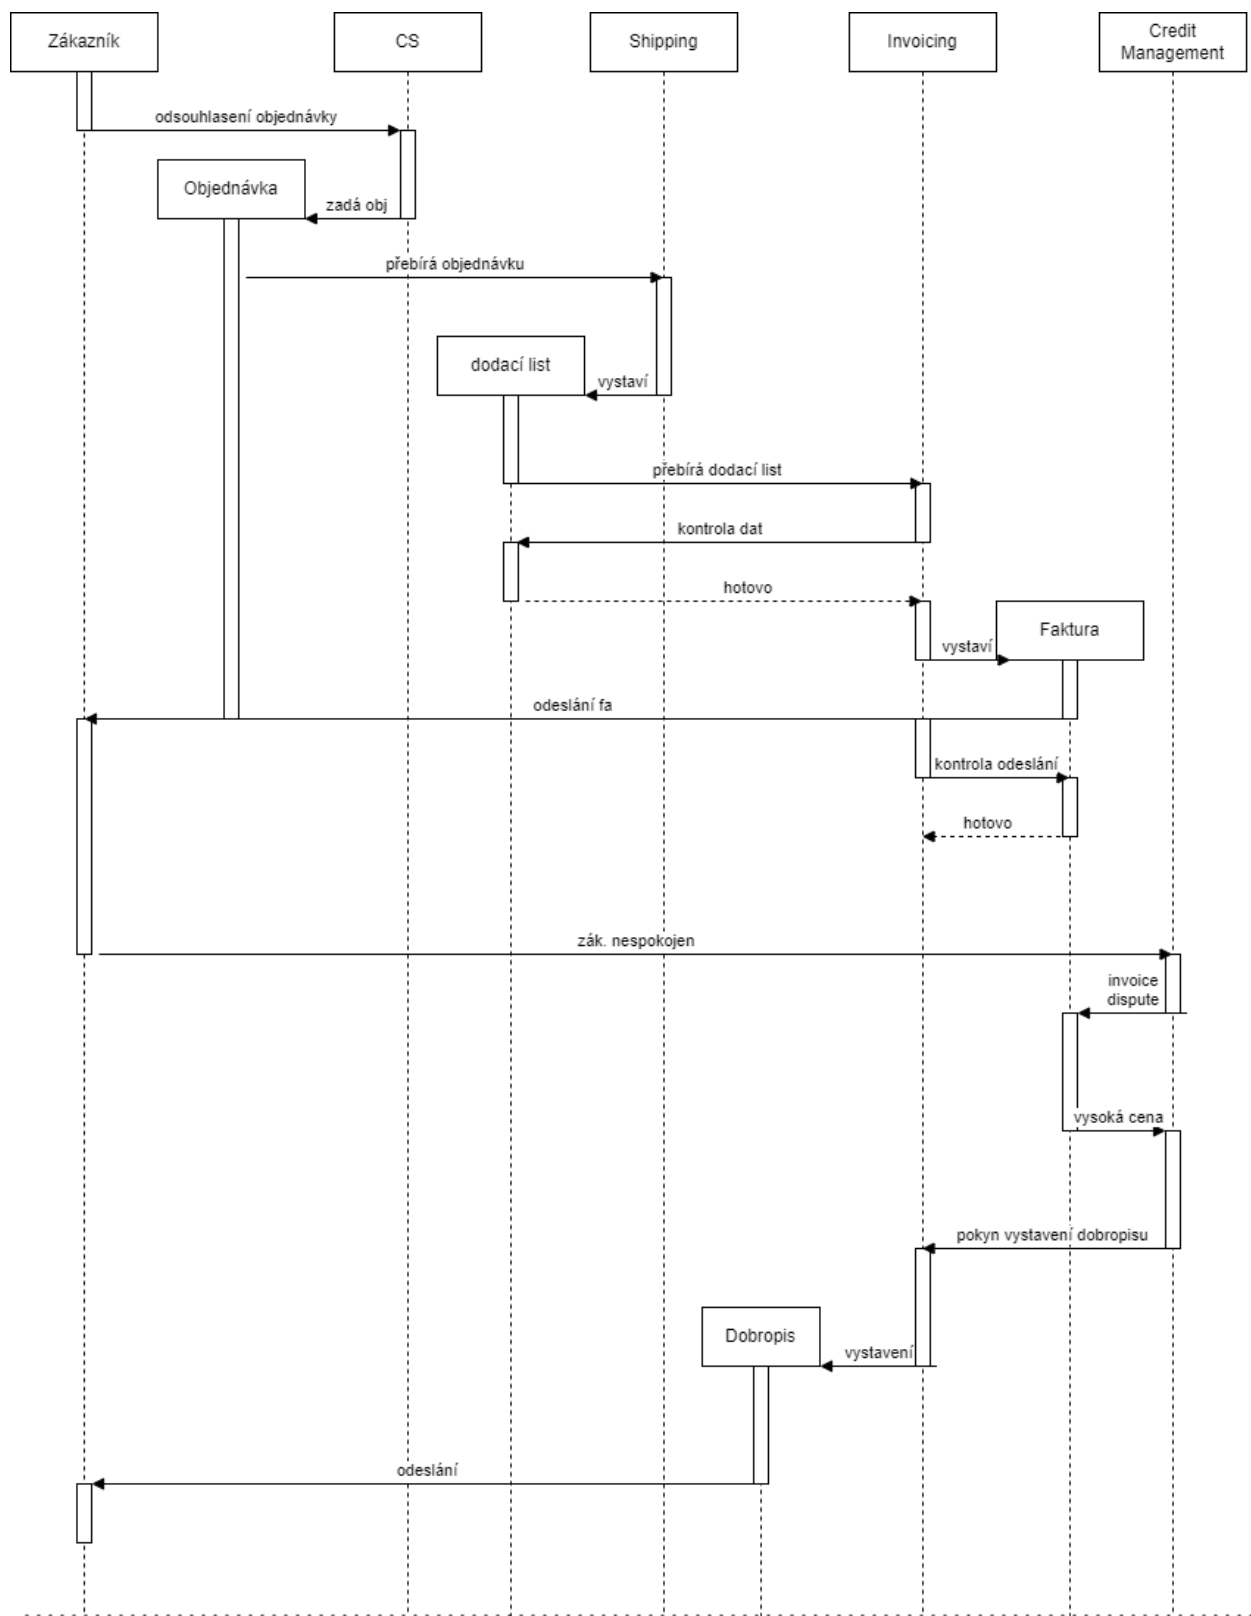 Zákazník
CS
Shipping
Invoicing
Credit
Management
odsouhlasení objednávky
Objednávka
zadá obj
přebírá objednávku
dodací list
vystaví
přebírá dodací list
kontrola dat
hotovo
Faktura
vystaví
odeslání fa
kontrola odeslání
hotovo
zák. nespokojen
invoice
dispute
vysoká cena
pokyn vystavení dobropisu
Dobropis
vystavení
odeslání